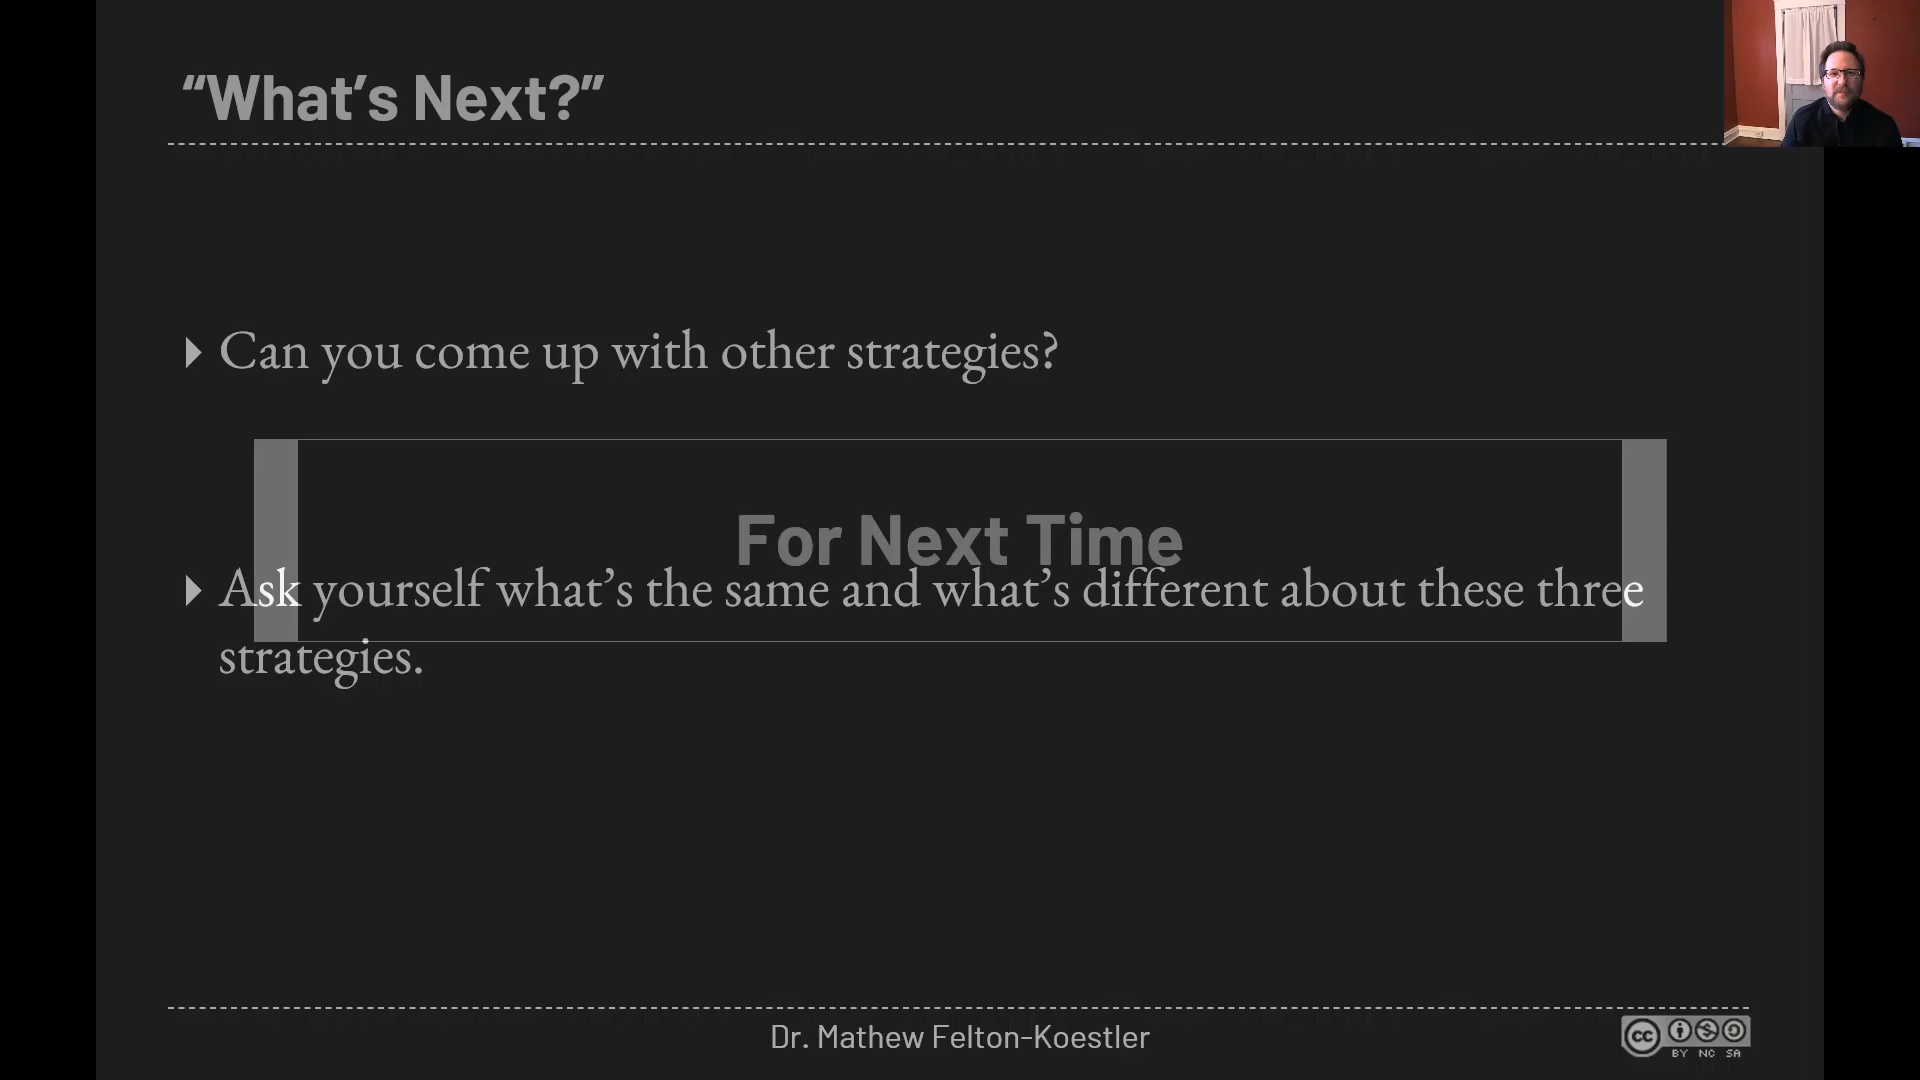 “What’s Next?”
Can you come up with other strategies?
For Next Time
Ask yourself what’s the same and what’s different about these three
strategies.
Dr. Mathew Felton-Koestler
cc
BY NC SA